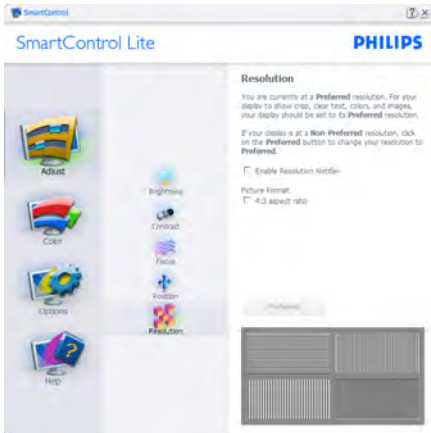 SmartControl
SmartControl Lite
PHILIPS
Resolution
You are currently at a Preferred resolution. For your
display to show crisp, clear text, colors, and images,
your display should be set to its Preferred resolution.
If your display is at a Non-Preferred resolution, click
on the Preferred button to change your resolution to
Preferred.
Enable Resolution Notifier
Picture Format
4:3 aspect ratio
Preferred
Adjust
Color
Options
Help
Brightness
Contrast
Focus
Position
Resolution